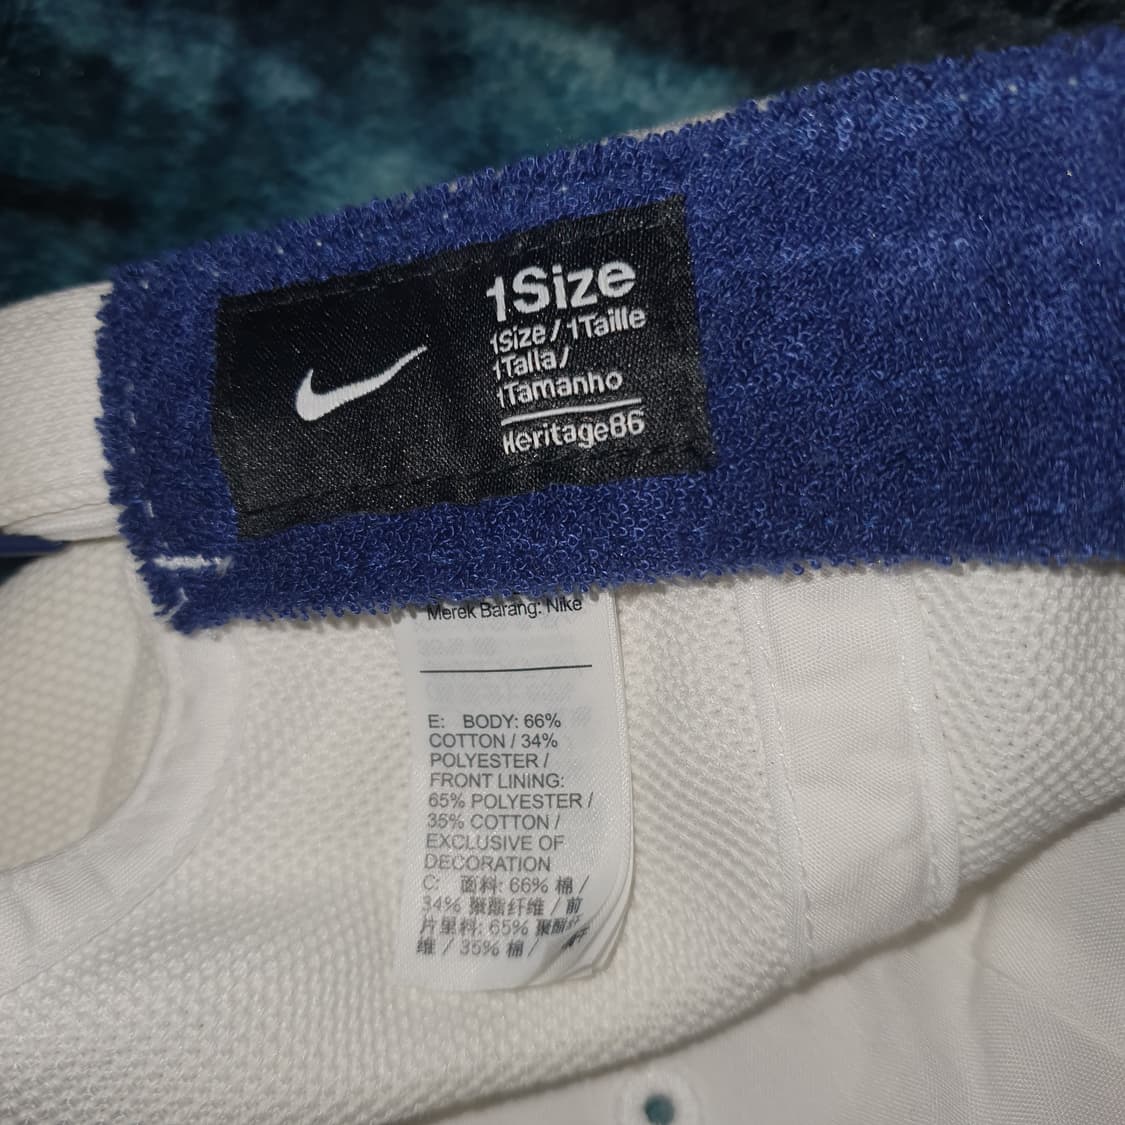 1Size
1Size / 1Taille
1Talla /
1Tamanho
Heritage86
Merek Barang: Nike
E: BODY: 66%
COTTON / 34%
POLYESTER /
FRONT LINING:
65% POLYESTER /
35% COTTON /
EXCLUSIVE OF
DECORATION
C: 面料: 66% 棉 /
34% 聚酯纤维 / 前
片里料: 65% 聚酯纤
维 / 35% 棉 /